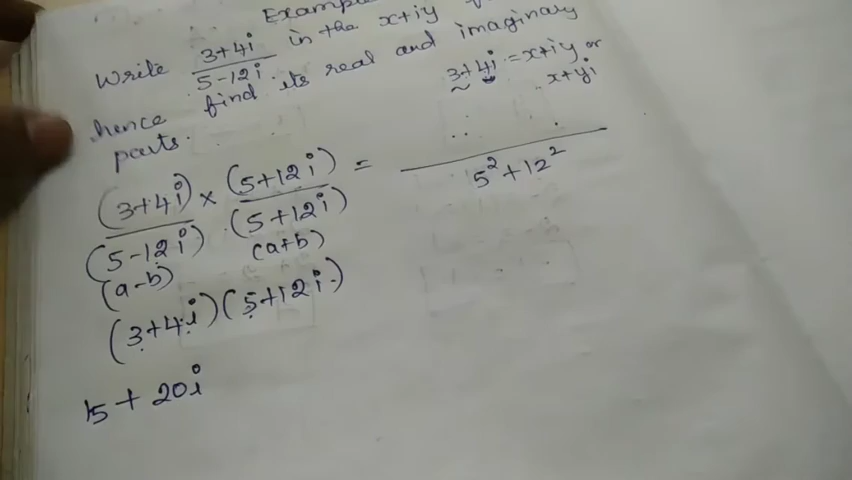 Write 3+4i / 5-12i in the x+iy
hence find its real and imaginary
parts.
3+4i = x+iy or
x+yi
(3+4i) / (5-12i) × (5+12i) / (5+12i) = / 5²+12²
(a-b) (a+b)
(3+4i)(5+12i)
15 + 20i